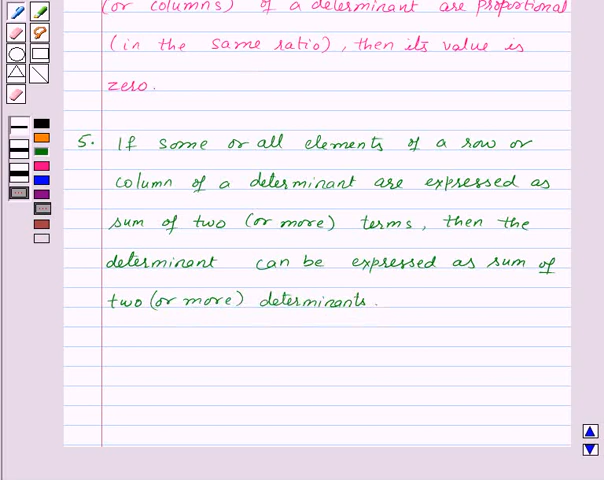 (or columns) of a determinant are proportional
(in the same ratio), then its value is
zero.
5. If some or all elements of a row or
column of a determinant are expressed as
sum of two (or more) terms, then the
determinant can be expressed as sum of
two (or more) determinants.